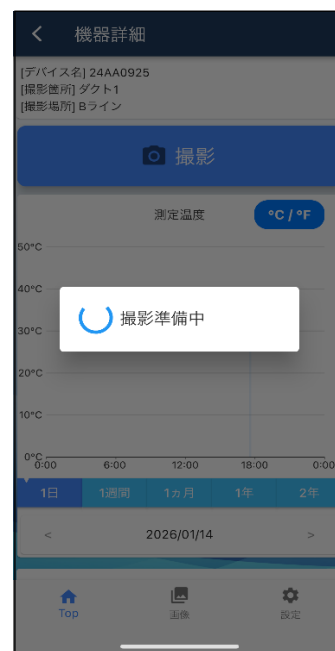 機器詳細
[デバイス名] 24AA0925
[撮影箇所] ダクト1
[撮影場所] Bライン
撮影
測定温度
°C / °F
50°C
40°C
撮影準備中
30°C
20°C
10°C
0°C
0:00 6:00 12:00 18:00 0:00
1日 1週間 1ヵ月 1年 2年
< 2026/01/14 >
Top 画像 設定